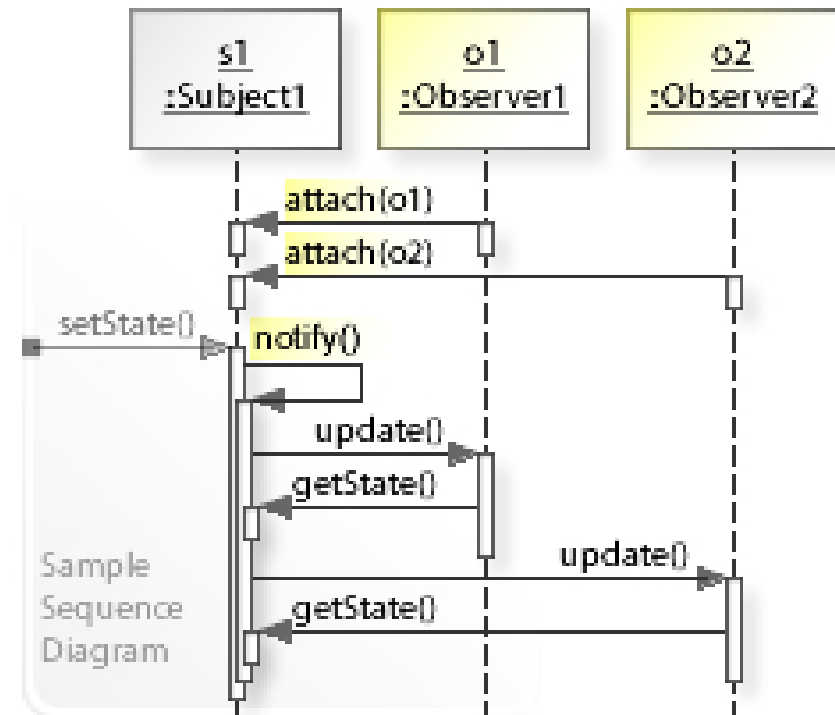 s1
:Subject1
o1
:Observer1
o2
:Observer2
attach(o1)
attach(o2)
setState()
notify()
update()
getState()
update()
getState()
Sample
Sequence
Diagram